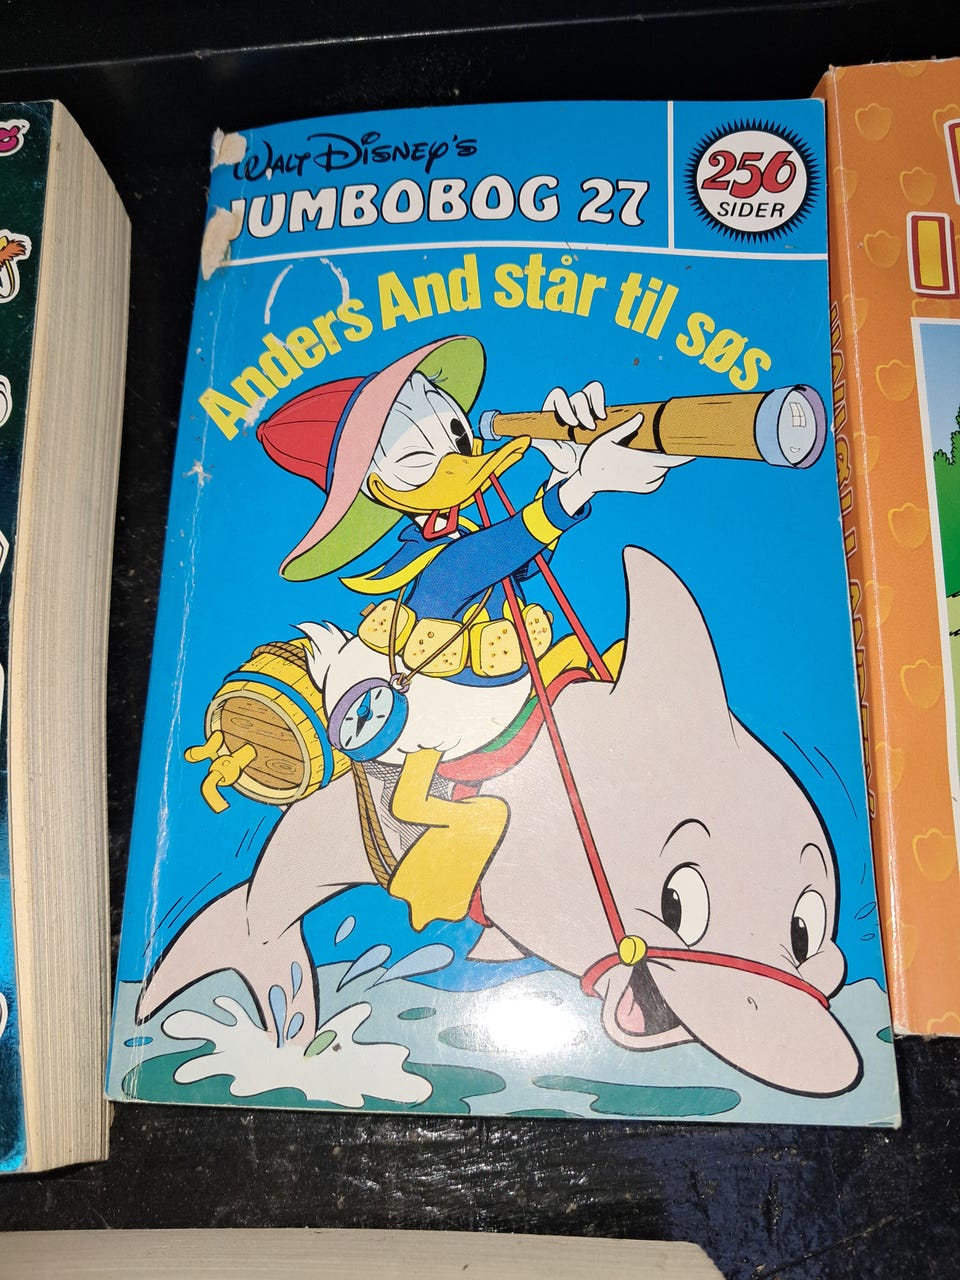 WALT DISNEY'S
JUMBOBOG 27
256
SIDER
Anders And står til søs